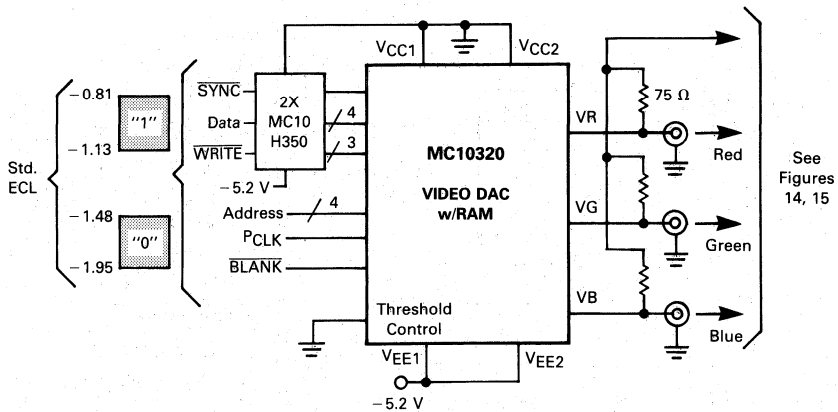 VCC1
VCC2
−0.81
"1"
−1.13
Std.
ECL
−1.48
"0"
−1.95
SYNC
Data
WRITE
2X
MC10
H350
4
3
−5.2 V
Address
4
PCLK
BLANK
MC10320
VIDEO DAC
w/RAM
Threshold
Control
VEE1
VEE2
−5.2 V
75 Ω
VR
Red
VG
Green
VB
Blue
See
Figures
14, 15